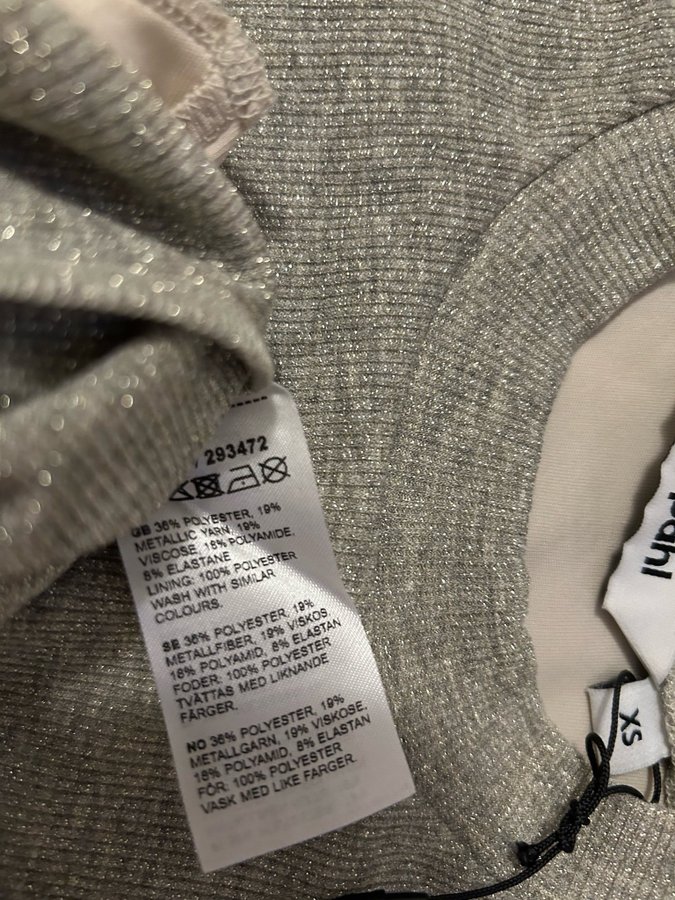 293472
GB 36% POLYESTER, 19%
METALLIC YARN, 19%
VISCOSE, 18% POLYAMIDE,
8% ELASTANE
LINING: 100% POLYESTER
WASH WITH SIMILAR
COLOURS.
SE 36% POLYESTER, 19%
METALLFIBER, 19% VISKOS,
18% POLYAMID, 8% ELASTAN
FODER: 100% POLYESTER
TVÄTTAS MED LIKNANDE
FÄRGER.
NO 36% POLYESTER, 19%
METALLGARN, 19% VISKOSE,
18% POLYAMID, 8% ELASTAN
FÔR: 100% POLYESTER
VASK MED LIKE FARGER.
pahl
XS